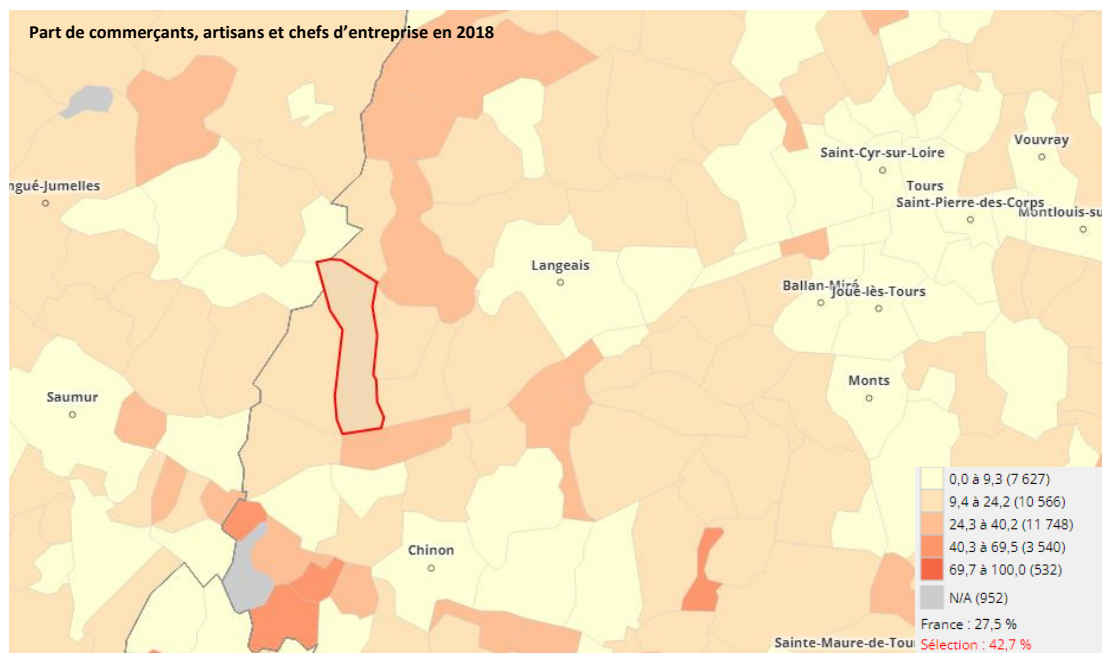 Part de commerçants, artisans et chefs d'entreprise en 2018
Vouvray
Saint-Cyr-sur-Loire
ngué-Jumelles
Tours
Saint-Pierre-des-Corps
Montlouis-su
Langeais
Ballan-Miré
Joué-lès-Tours
Monts
Saumur
Chinon
Sainte-Maure-de-Tou
0,0 à 9,3 (7 627)
9,4 à 24,2 (10 566)
24,3 à 40,2 (11 748)
40,3 à 69,5 (3 540)
69,7 à 100,0 (532)
N/A (952)
France : 27,5 %
Sélection : 42,7 %